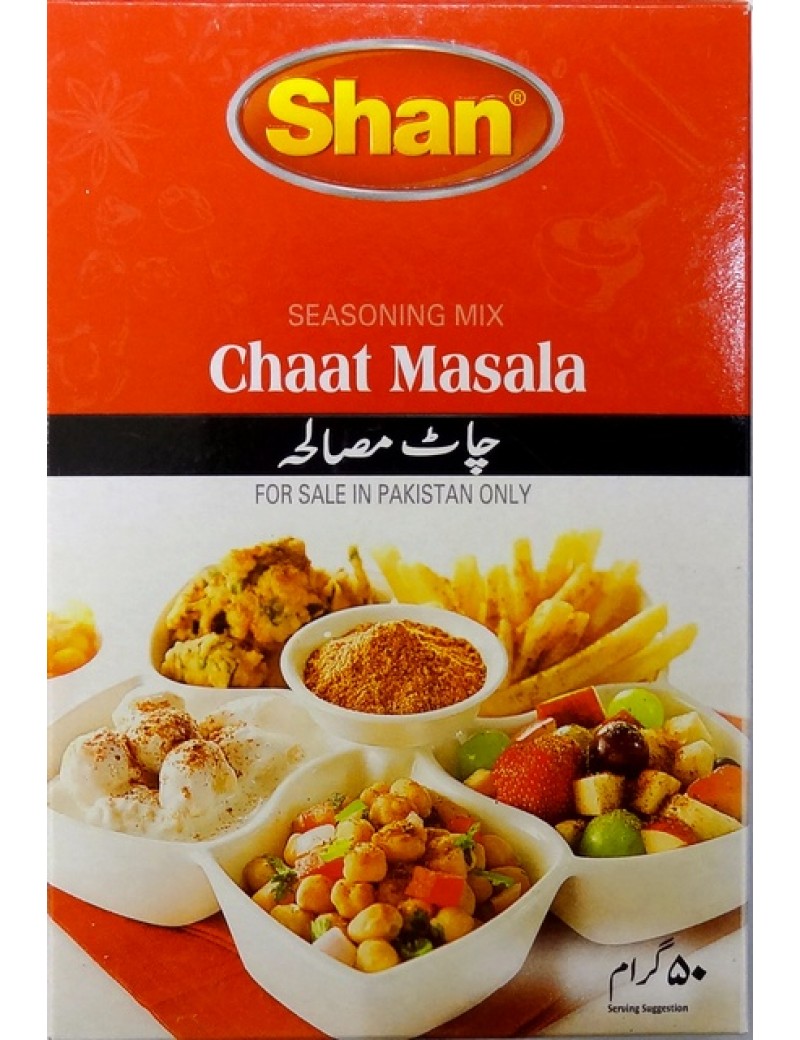 Shan®
SEASONING MIX
Chaat Masala
چاٹ مصالحہ
FOR SALE IN PAKISTAN ONLY
۵۰ گرام
Serving Suggestion